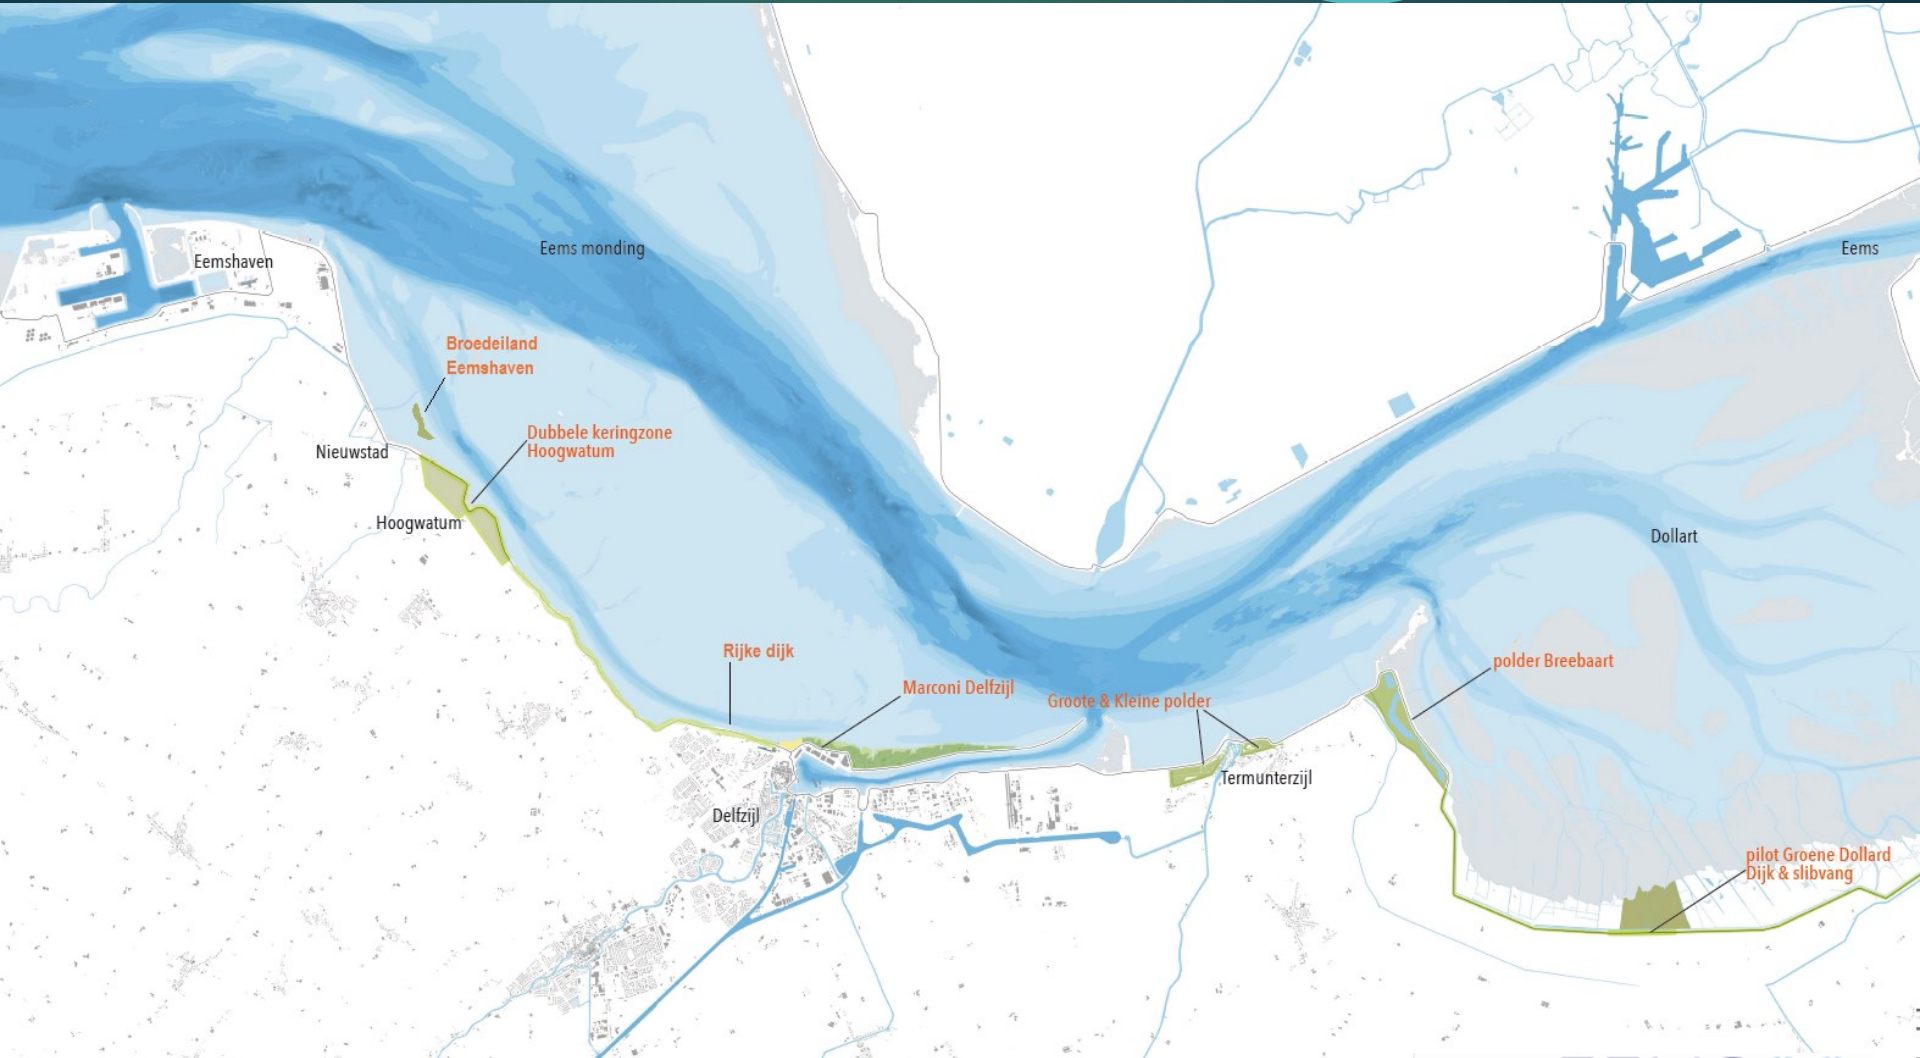 Eems monding
Eems
Eemshaven
Broedeiland
Eemshaven
Dubbele keringzone
Hoogwatum
Nieuwstad
Hoogwatum
Dollart
Rijke dijk
Marconi Delfzijl
Groote & Kleine polder
polder Breebaart
Termunterzijl
Delfzijl
pilot Groene Dollard
Dijk & slibvang